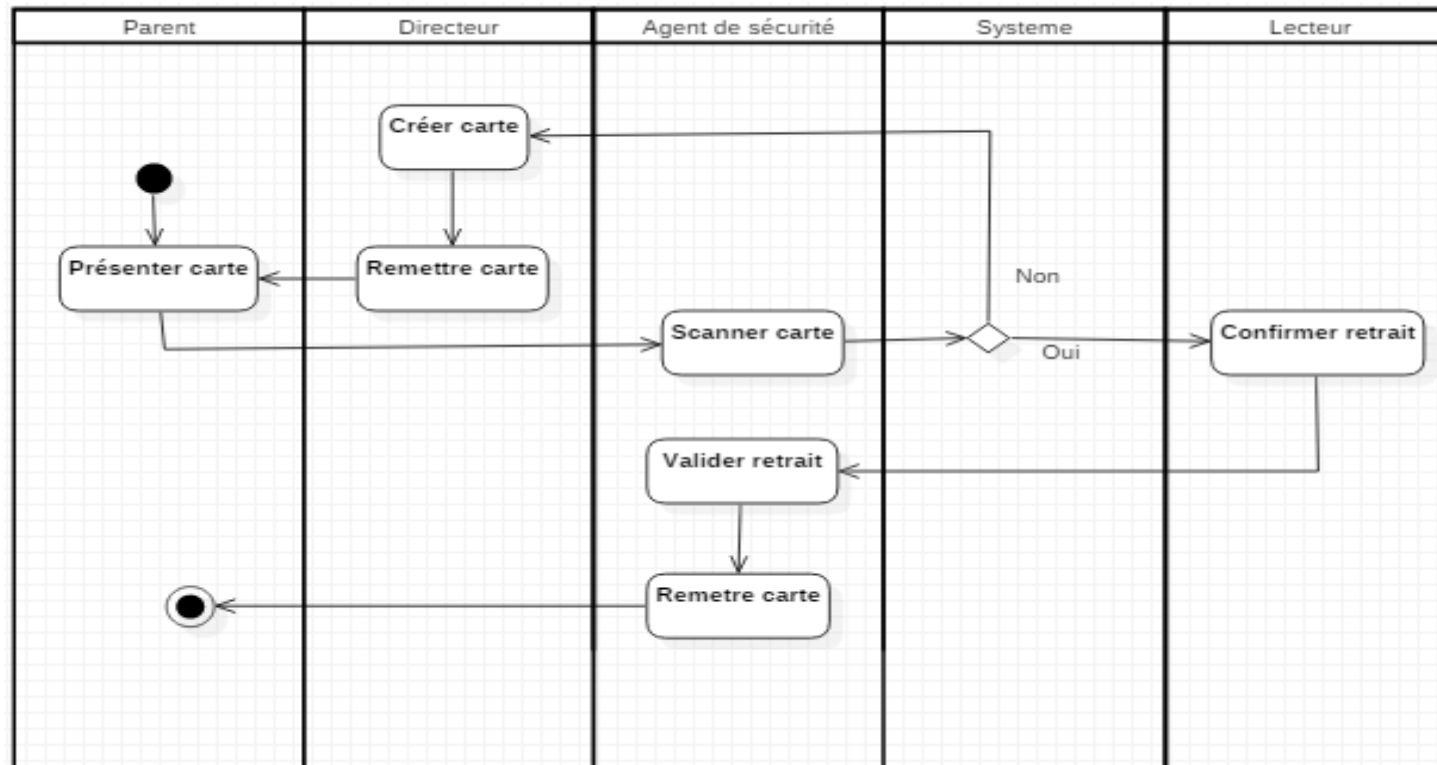 Parent
Directeur
Agent de sécurité
Systeme
Lecteur
Créer carte
Présenter carte
Remettre carte
Non
Scanner carte
Oui
Confirmer retrait
Valider retrait
Remetre carte